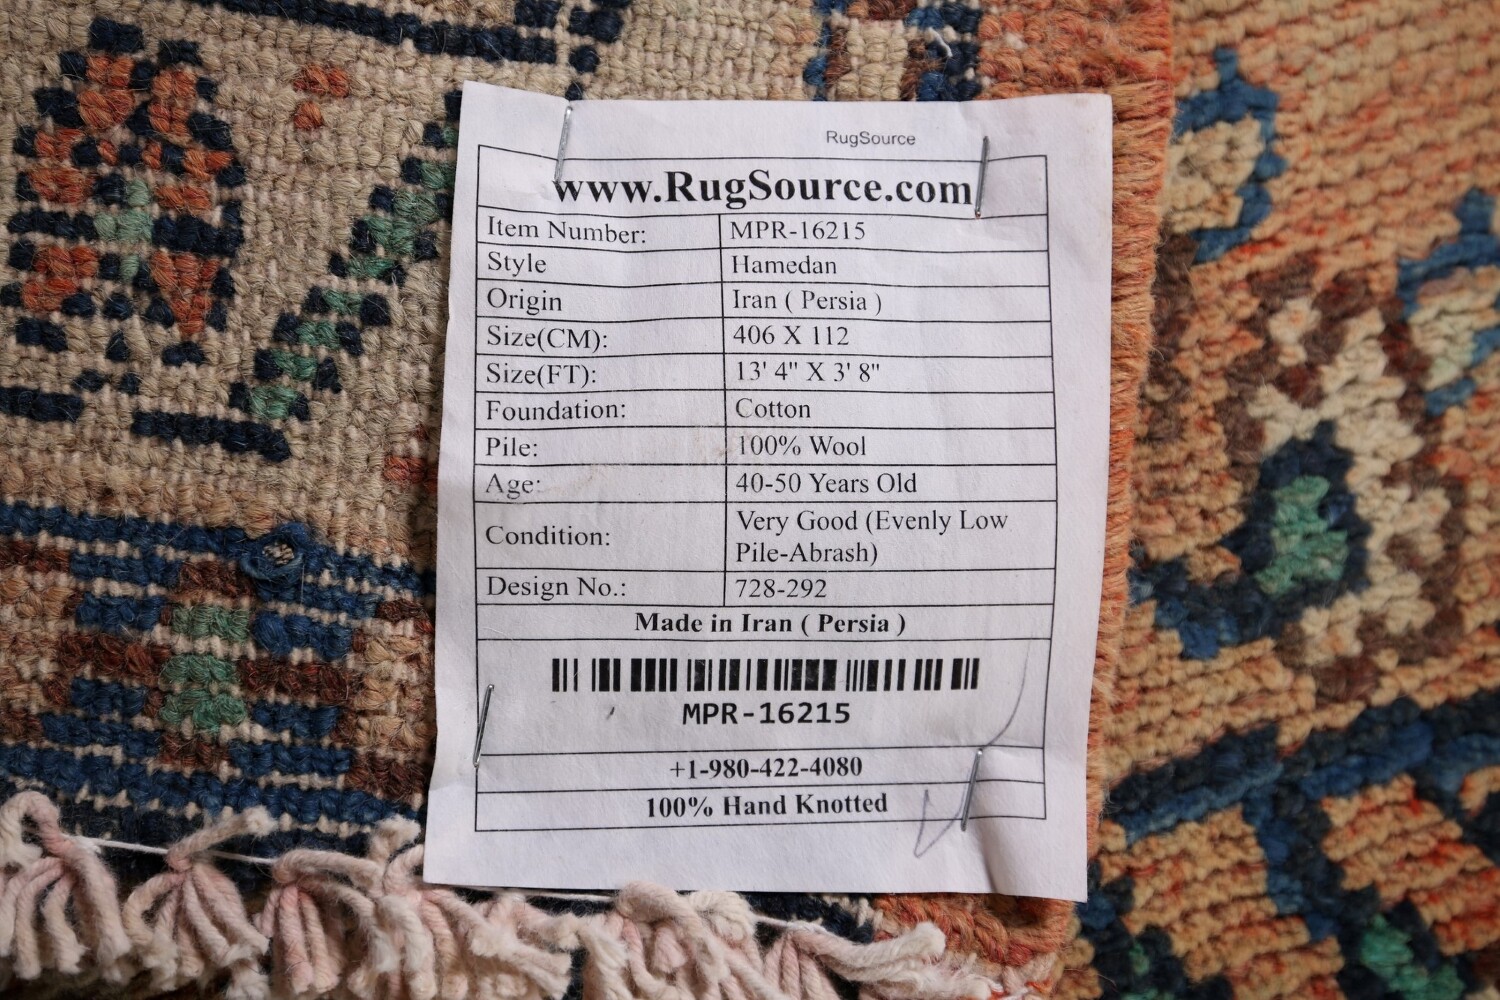 RugSource
www.RugSource.com
Item Number: MPR-16215
Style Hamedan
Origin Iran ( Persia )
Size(CM): 406 X 112
Size(FT): 13' 4" X 3' 8"
Foundation: Cotton
Pile: 100% Wool
Age: 40-50 Years Old
Condition: Very Good (Evenly Low
Pile-Abrash)
Design No.: 728-292
Made in Iran ( Persia )
MPR-16215
+1-980-422-4080
100% Hand Knotted